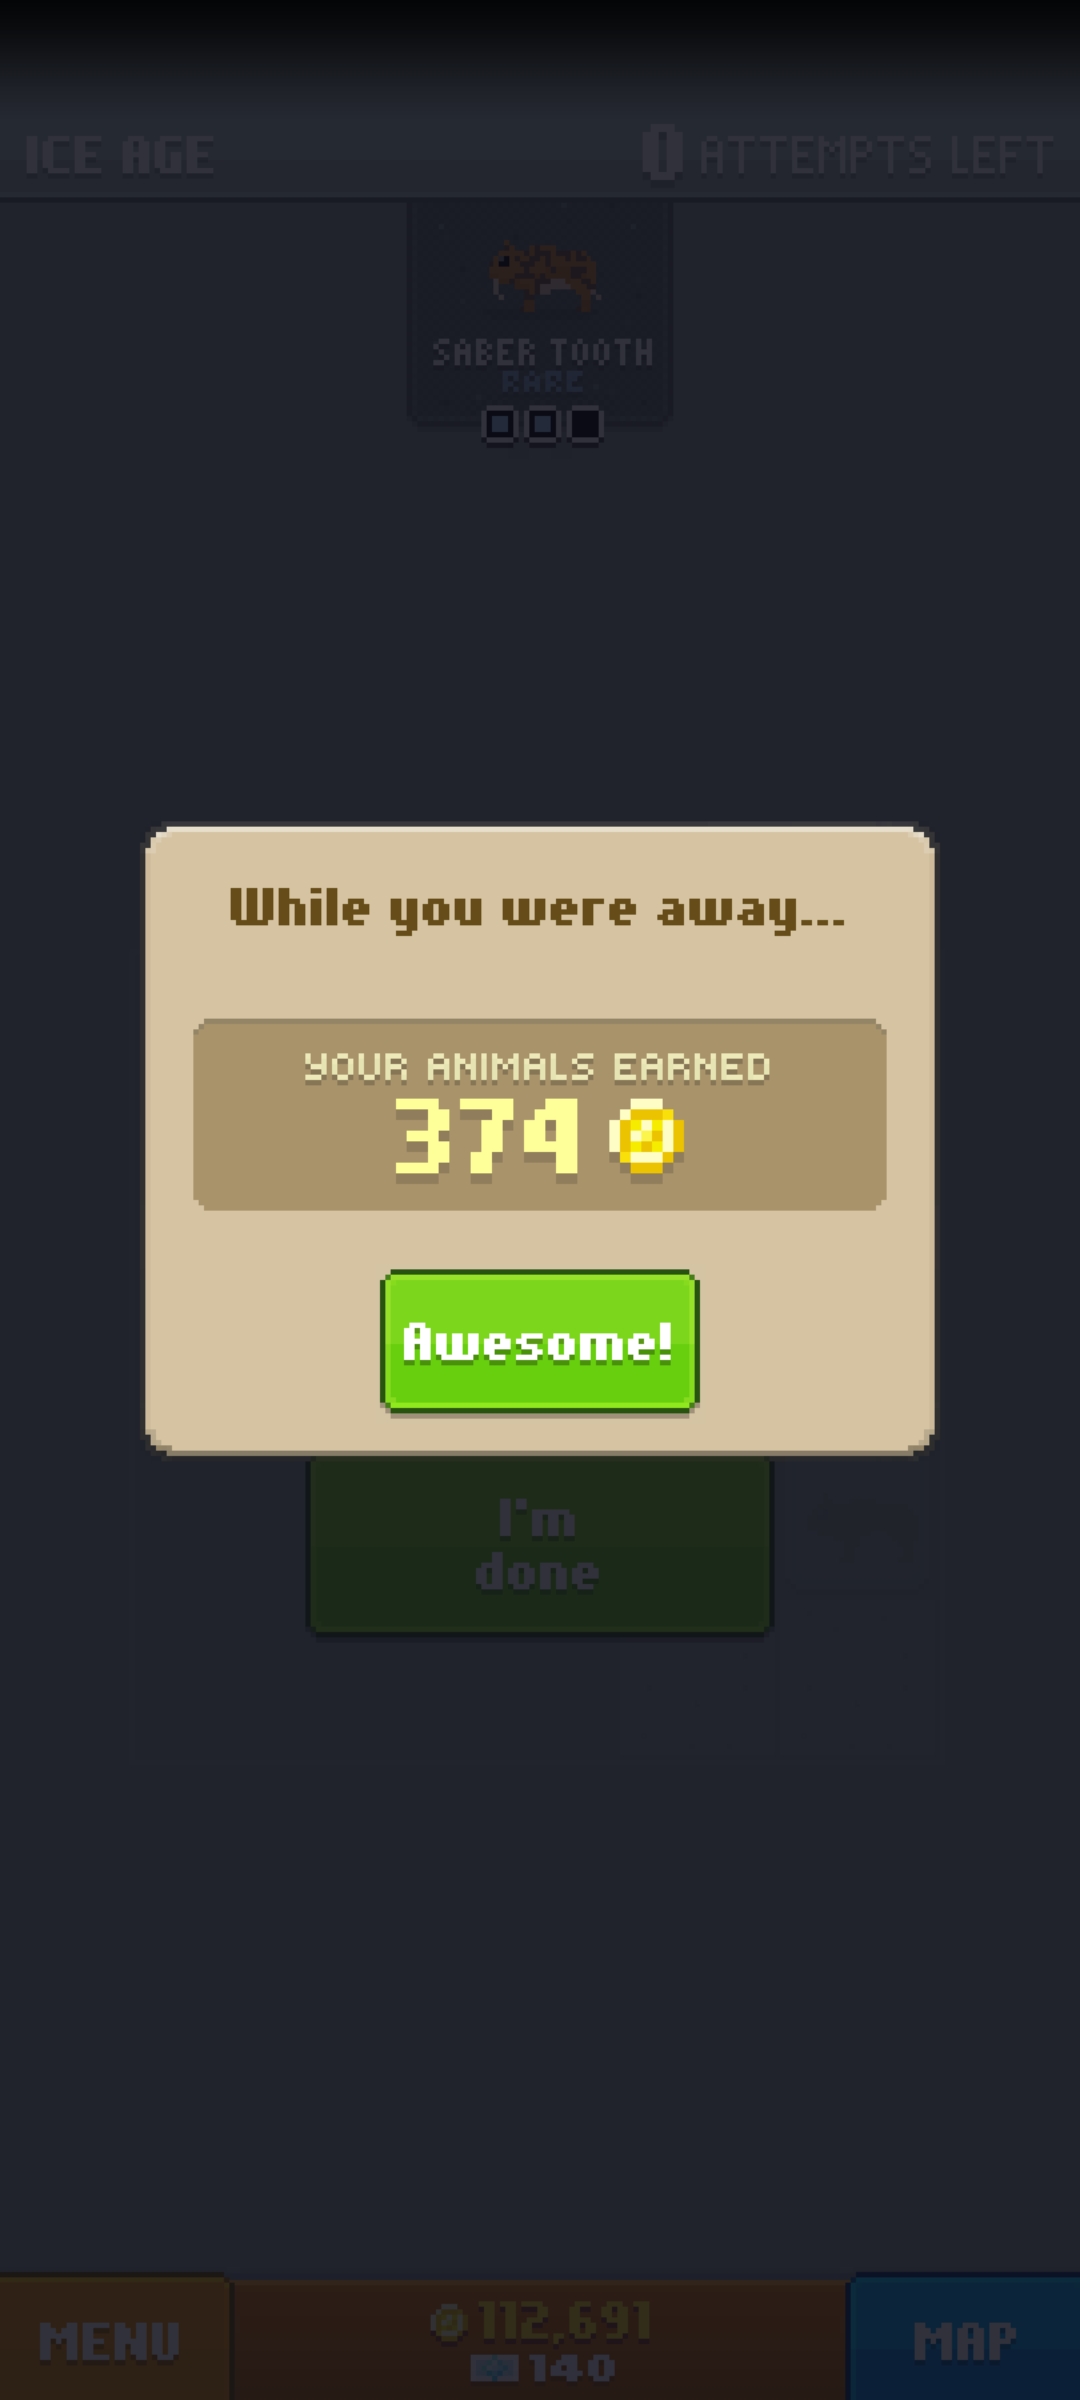 ICE AGE
0 ATTEMPTS LEFT
SABER TOOTH
RARE
While you were away...
YOUR ANIMALS EARNED
374
Awesome!
I'm
done
MENU
112,691
140
MAP